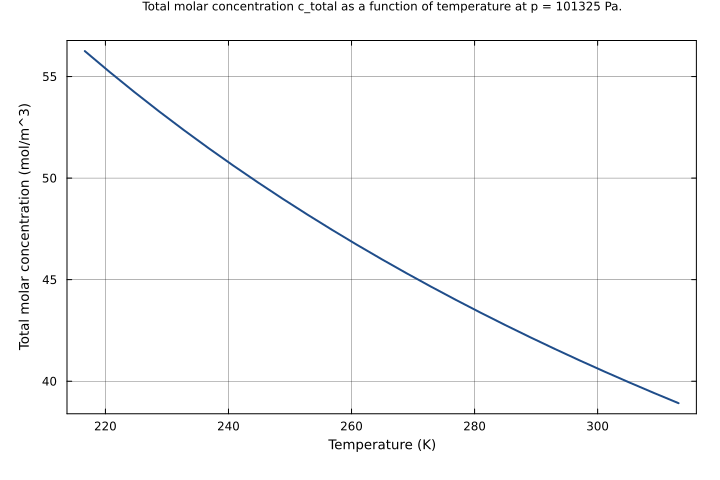 Total molar concentration c_total as a function of temperature at p = 101325 Pa.
Total molar concentration (mol/m^3)
55
50
45
40
220 240 260 280 300
Temperature (K)